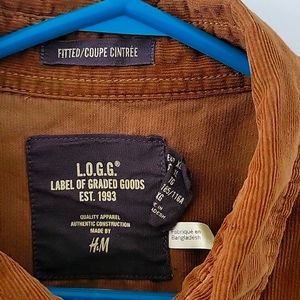 FITTED/COUPE CINTRÉE
L.O.G.G.®
LABEL OF GRADED GOODS
EST. 1993
QUALITY APPAREL
AUTHENTIC CONSTRUCTION
MADE BY
H&M
Fabriqué en
Bangladesh